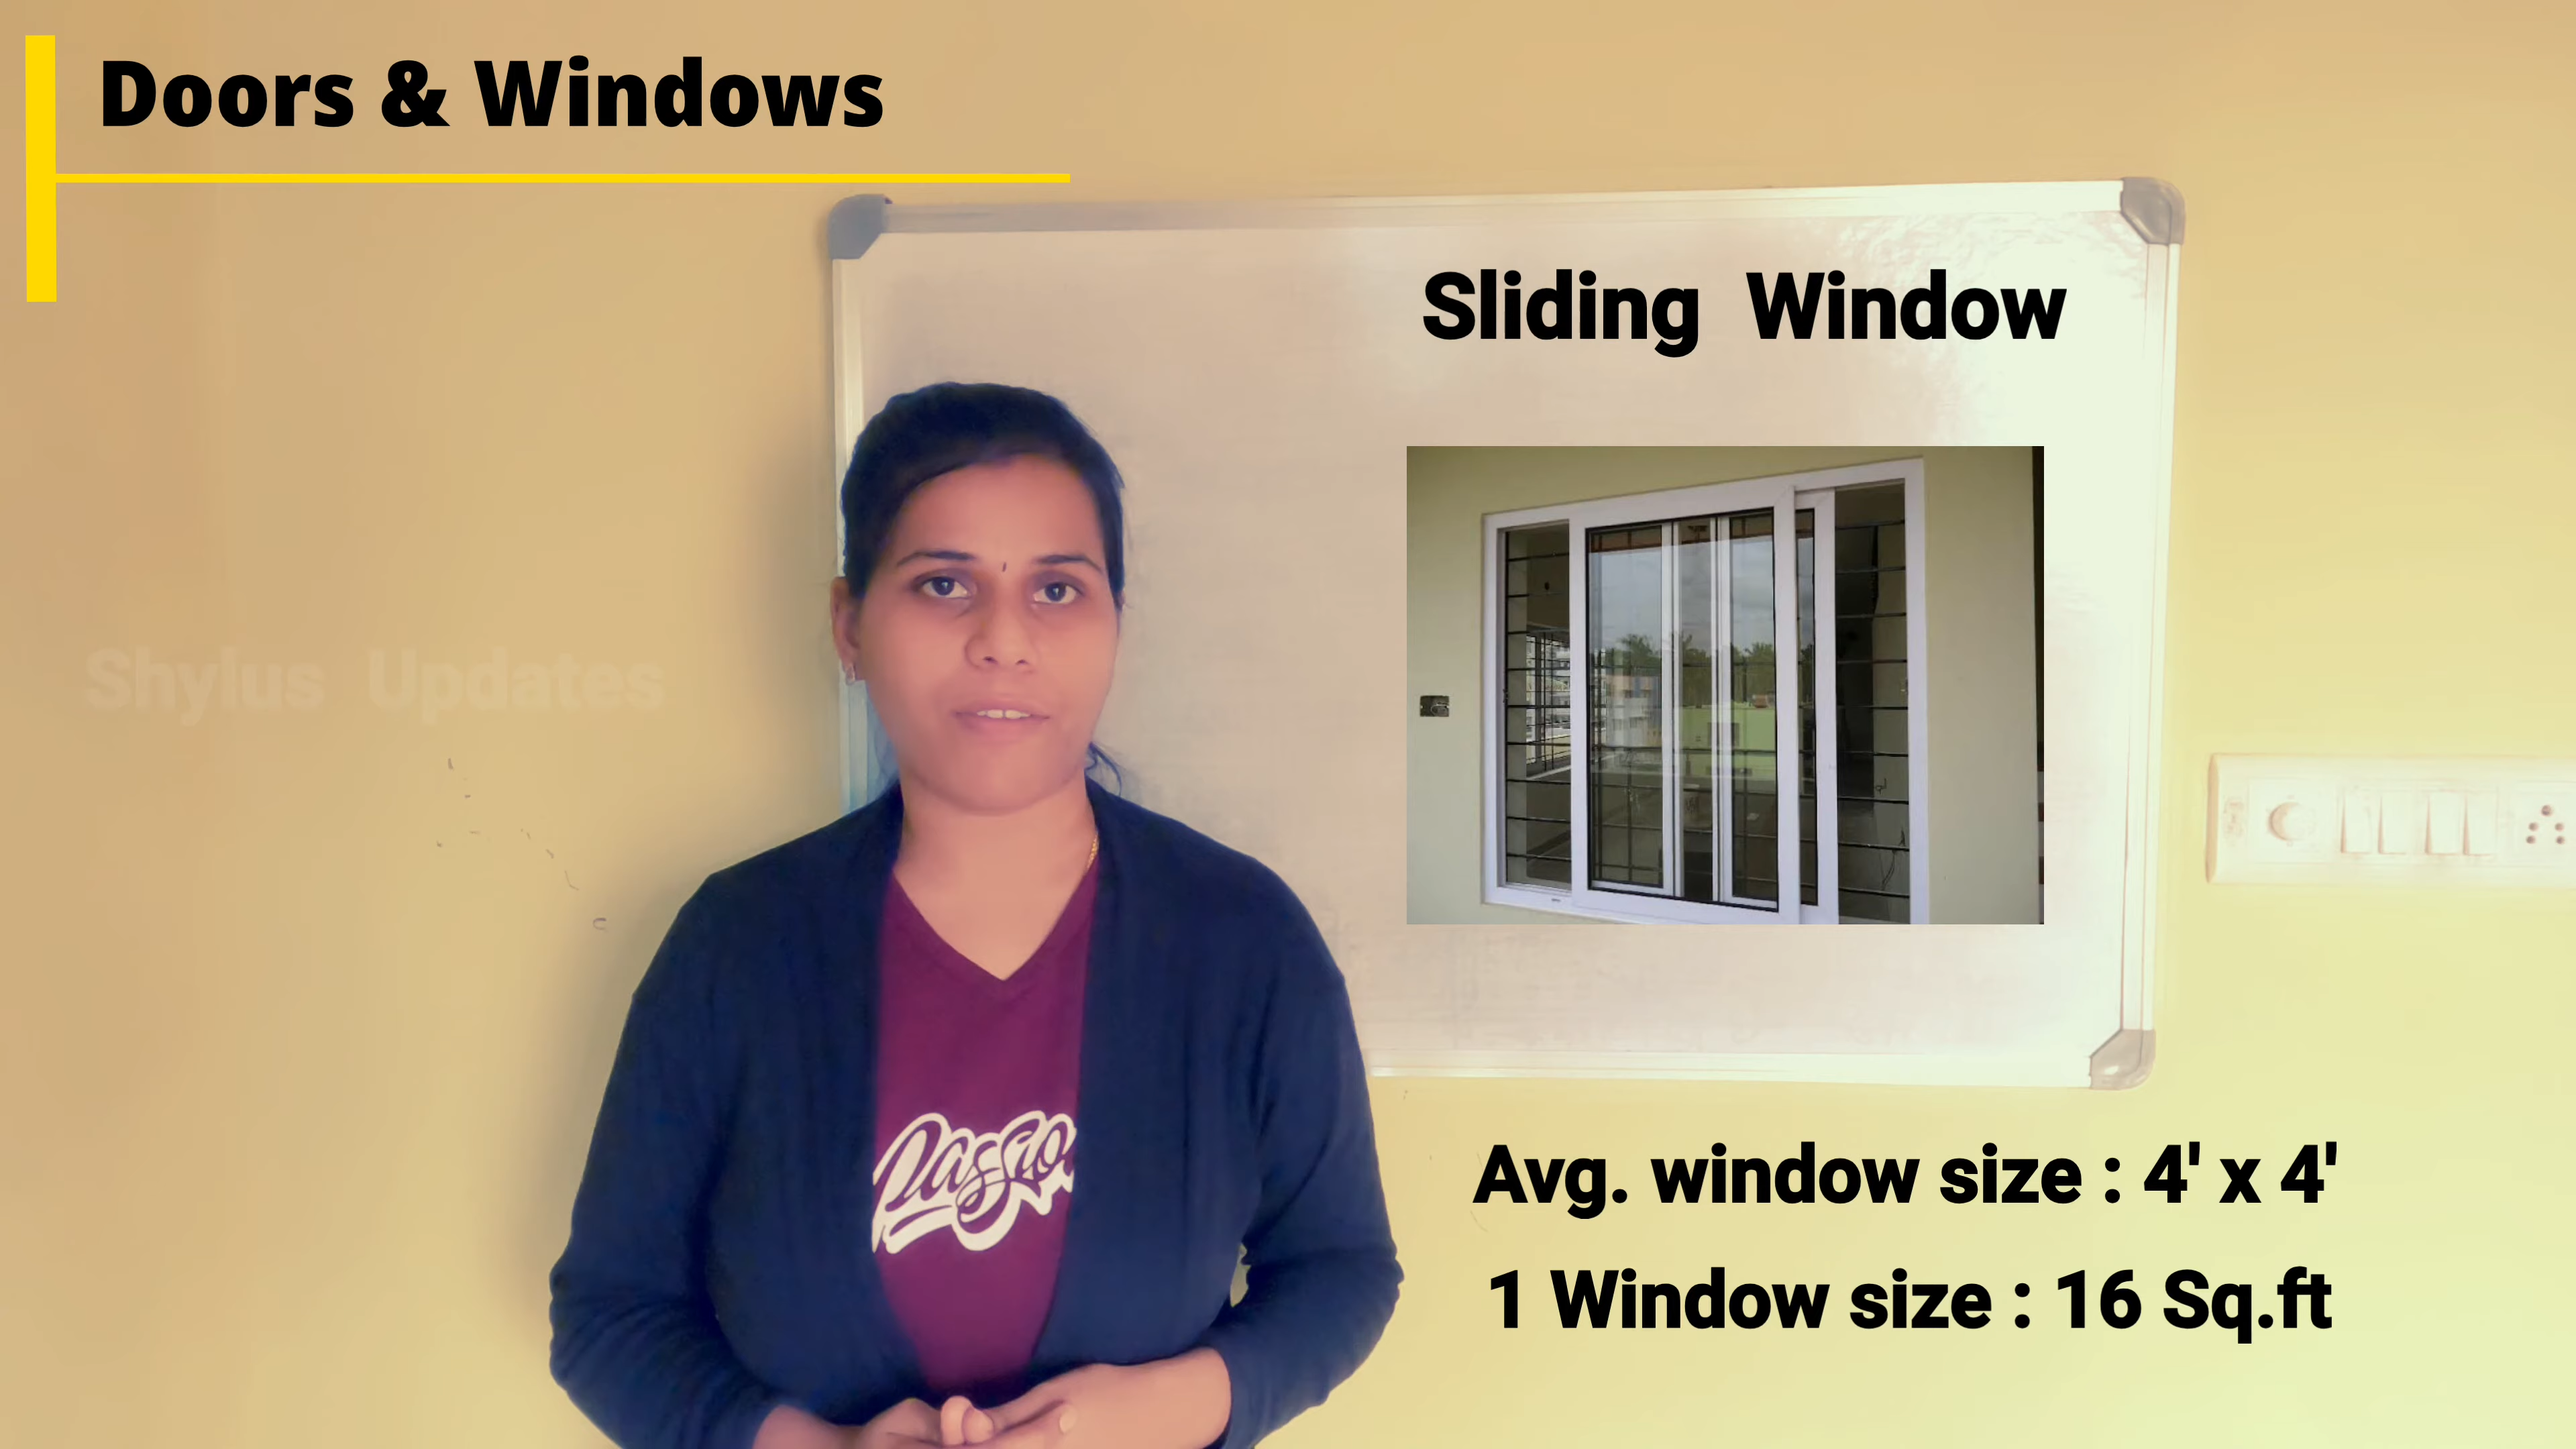 Doors & Windows
Sliding Window
Shylus Updates
Avg. window size : 4' x 4'
1 Window size : 16 Sq.ft